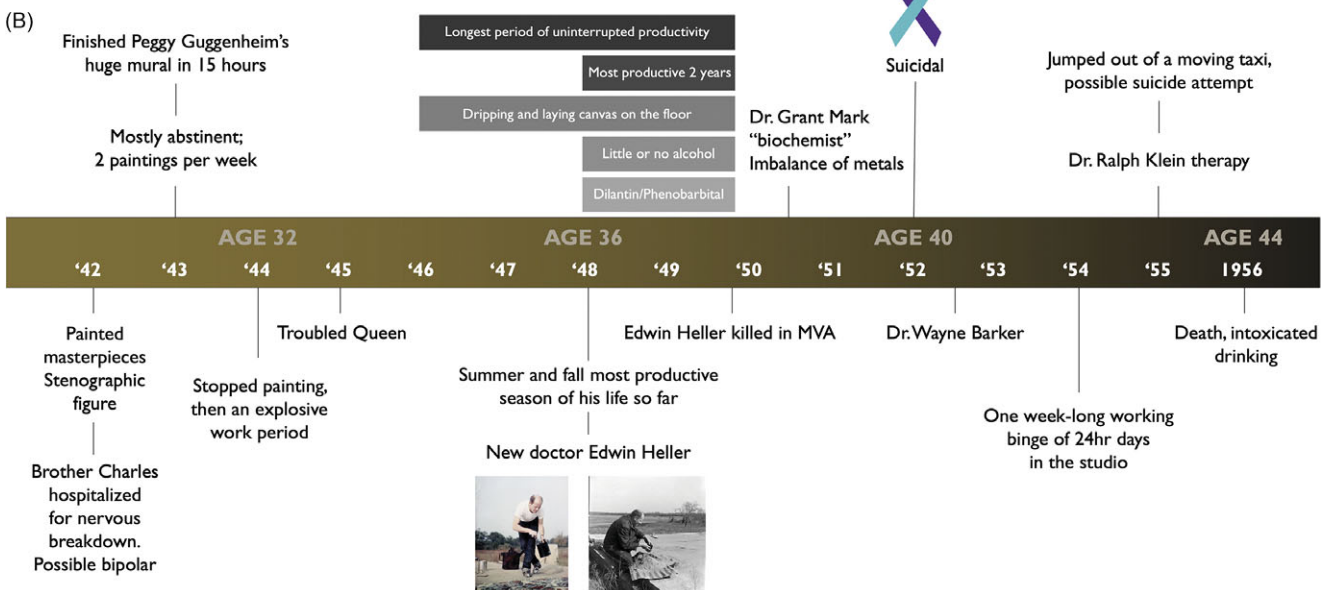 (B)
Finished Peggy Guggenheim's
huge mural in 15 hours
Mostly abstinent;
2 paintings per week
Longest period of uninterrupted productivity
Most productive 2 years
Dripping and laying canvas on the floor
Little or no alcohol
Dilantin/Phenobarbital
Dr. Grant Mark
“biochemist”
Imbalance of metals
Suicidal
Jumped out of a moving taxi,
possible suicide attempt
Dr. Ralph Klein therapy
AGE 32 AGE 36 AGE 40 AGE 44
‘42 ‘43 ‘44 ‘45 ‘46 ‘47 ‘48 ‘49 ‘50 ‘51 ‘52 ‘53 ‘54 ‘55 1956
Painted
masterpieces
Stenographic
figure
Brother Charles
hospitalized
for nervous
breakdown.
Possible bipolar
Stopped painting,
then an explosive
work period
Troubled Queen
Summer and fall most productive
season of his life so far
New doctor Edwin Heller
Edwin Heller killed in MVA
Dr. Wayne Barker
One week-long working
binge of 24hr days
in the studio
Death, intoxicated
drinking